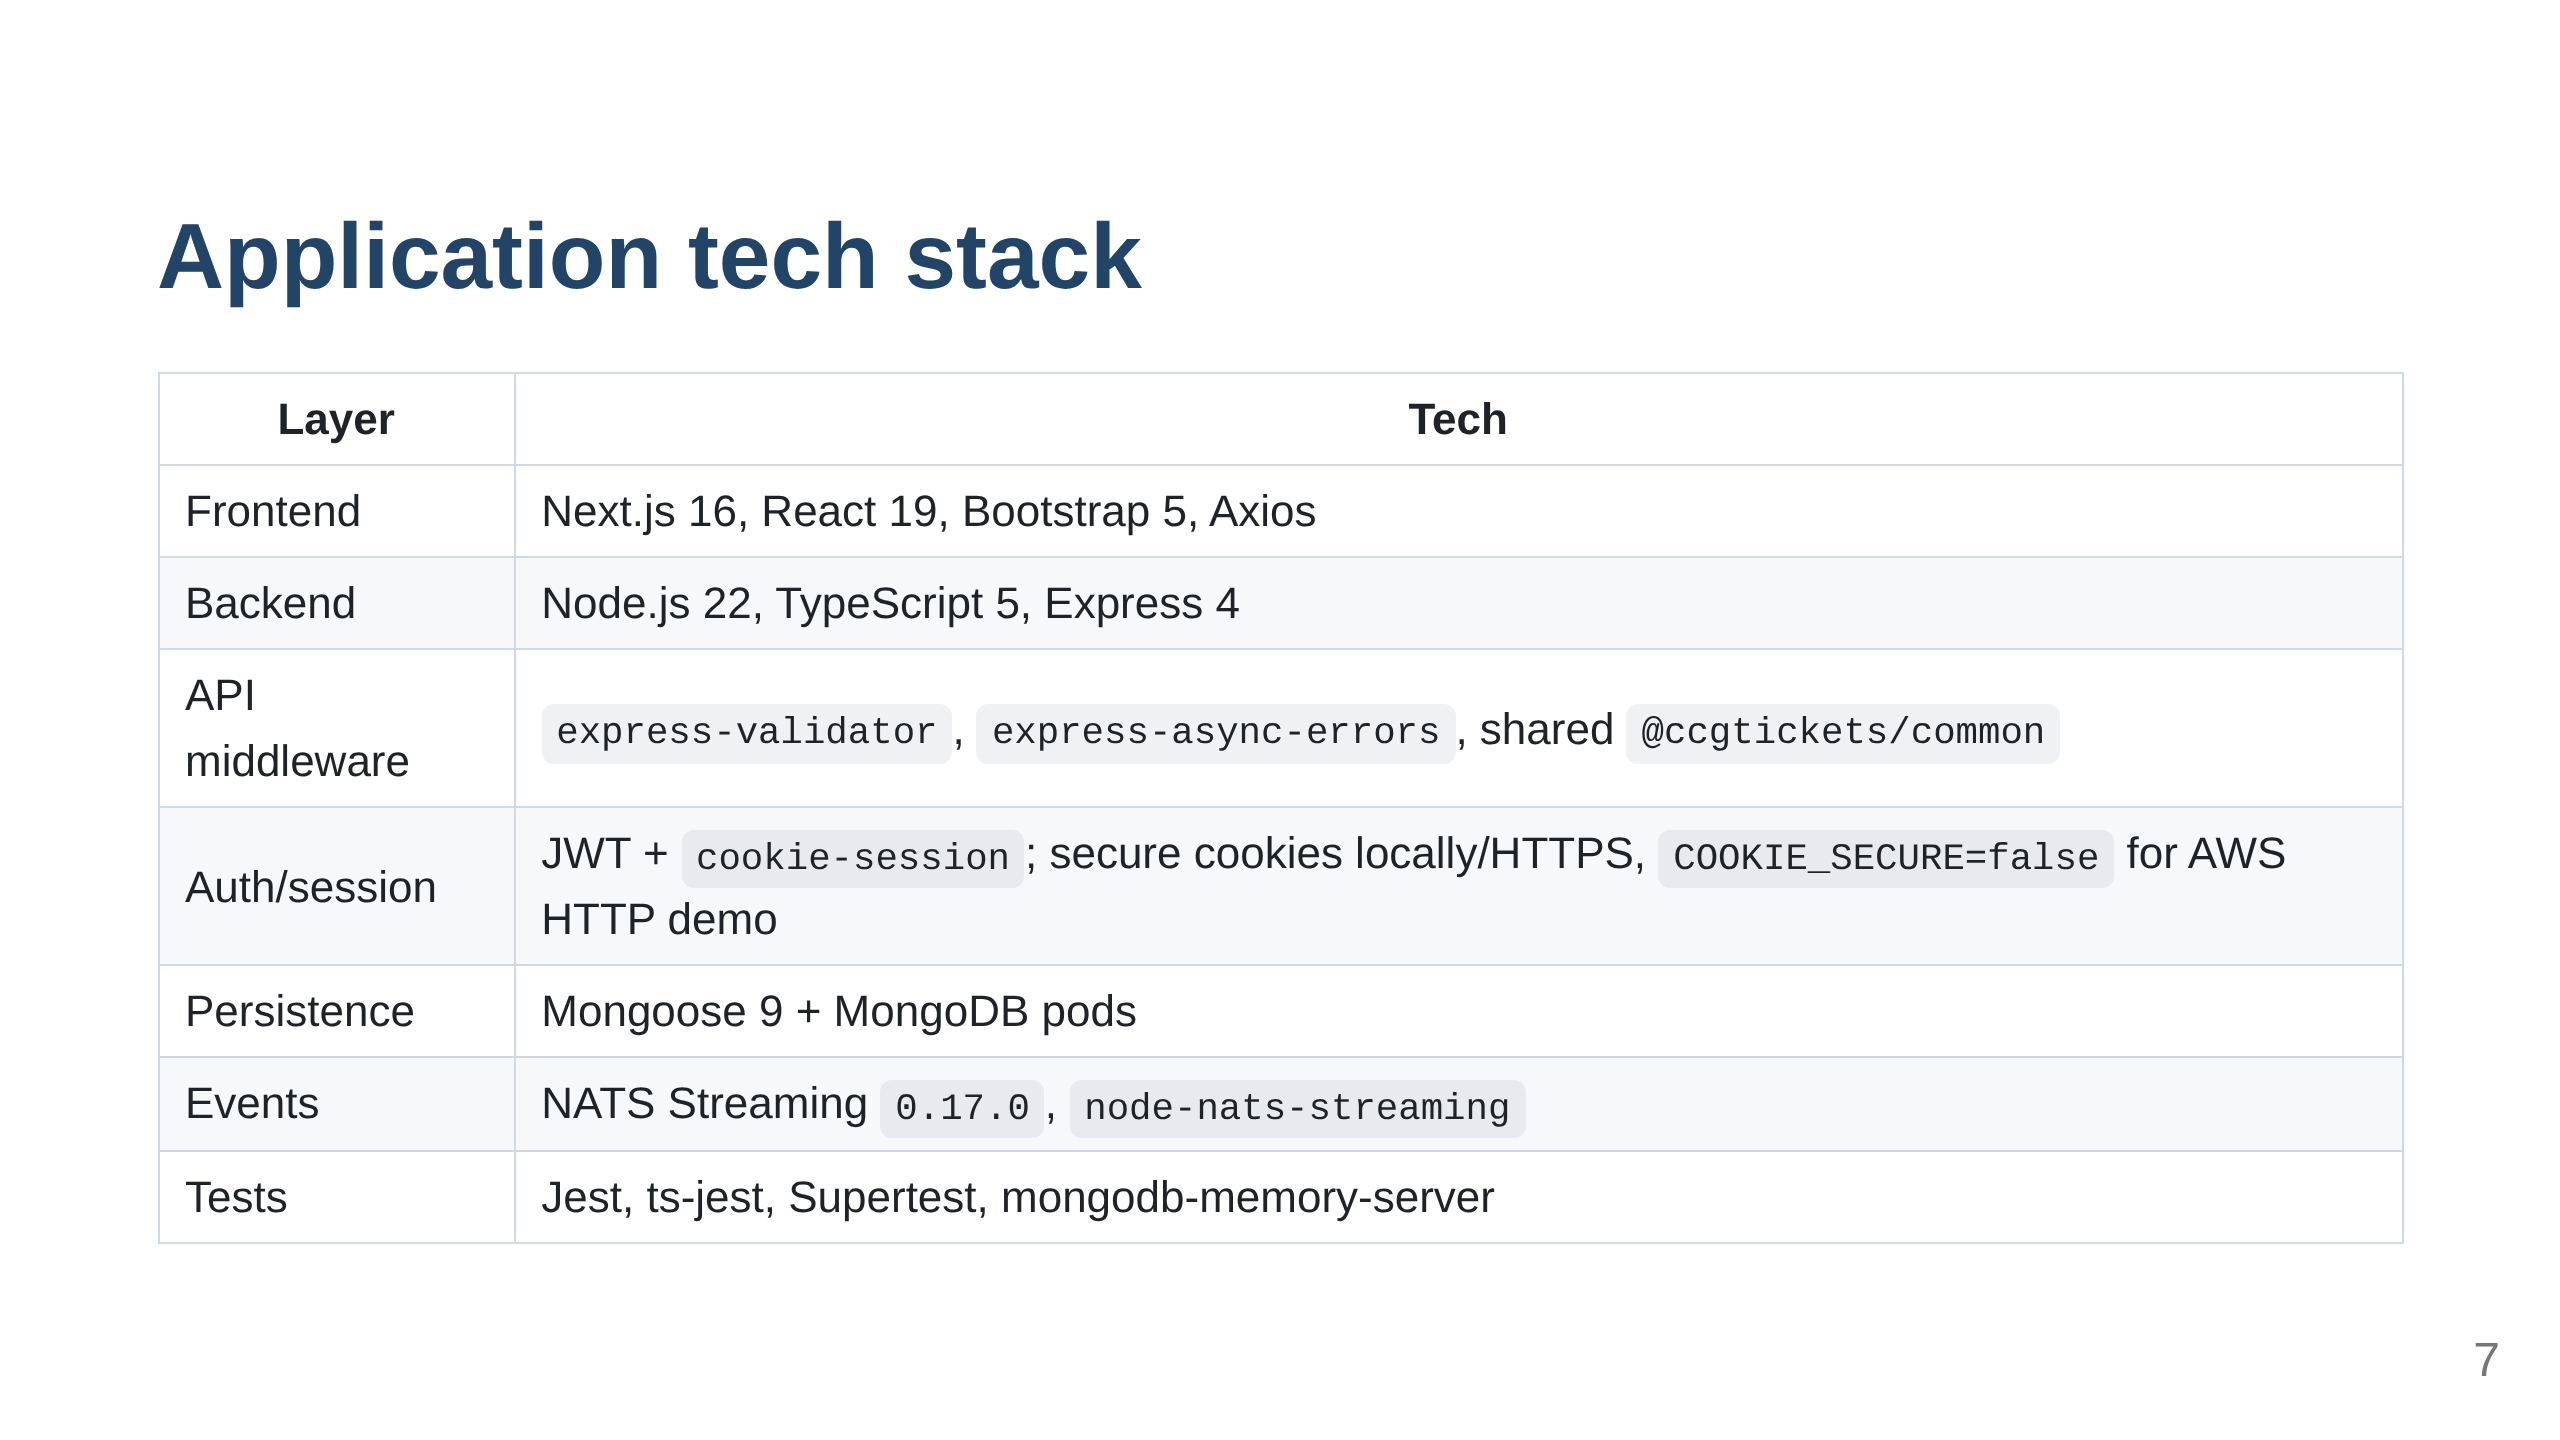 Application tech stack
Layer Tech
Frontend Next.js 16, React 19, Bootstrap 5, Axios
Backend Node.js 22, TypeScript 5, Express 4
API
middleware
express-validator, express-async-errors, shared @ccgtickets/common
Auth/session
JWT + cookie-session; secure cookies locally/HTTPS, COOKIE_SECURE=false for AWS
HTTP demo
Persistence Mongoose 9 + MongoDB pods
Events NATS Streaming 0.17.0, node-nats-streaming
Tests Jest, ts-jest, Supertest, mongodb-memory-server
7